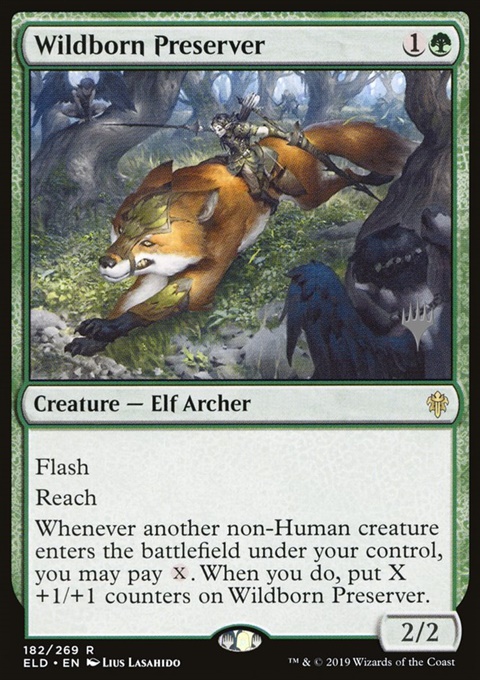 Wildborn Preserver 1
Creature — Elf Archer
Flash
Reach
Whenever another non-Human creature
enters the battlefield under your control,
you may pay X. When you do, put X
+1/+1 counters on Wildborn Preserver.
182/269 R
2/2
ELD • EN Lius Lasahido
™ & © 2019 Wizards of the Coast